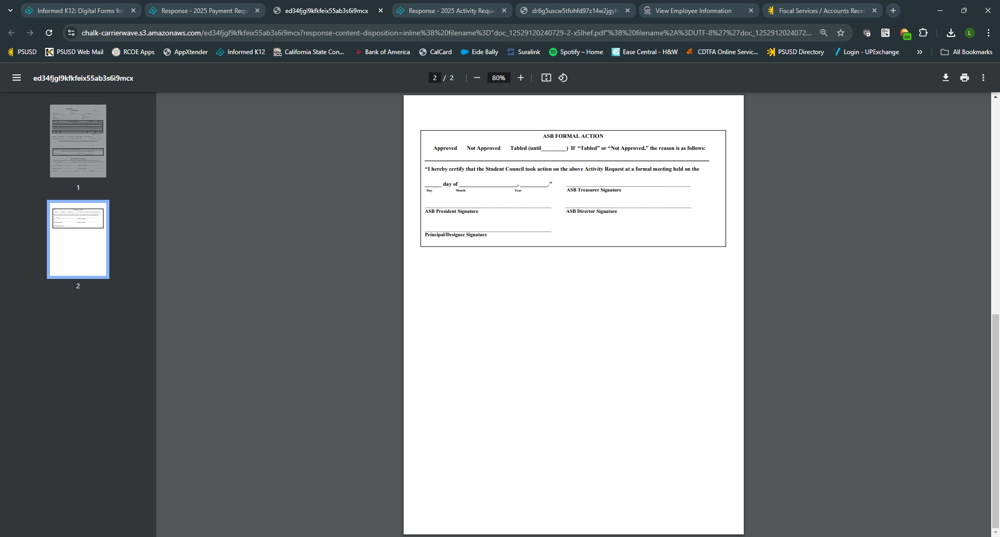 Informed K12: Digital Forms for
Response - 2025 Payment Requ
ed34fjgl9kfkfeix55ab3s6i9mcx
Response - 2025 Activity Reque
dr6g5uscw5tfohfd97z14w2jgyh
View Employee Information
Fiscal Services / Accounts Recei
chalk-carrierwave.s3.amazonaws.com/ed34fjgl9kfkfeix55ab3s6i9mcx?response-content-disposition=inline%3B%20filename%3D"doc_12529120240729-2-x5lhef.pdf"%3B%20filename%2A%3DUTF-8%27%27doc_1252912024072...
on
L
PSUSD
PSUSD Web Mail
RCOE Apps
AppXtender
Informed K12
California State Con...
Bank of America
CalCard
Eide Bally
Suralink
Spotify – Home
Ease Central - H&W
CDTFA Online Servic...
PSUSD Directory
Login - UPExchange
All Bookmarks
ed34fjgl9kfkfeix55ab3s6i9mcx
2 / 2
80%
1
2
ASB FORMAL ACTION
Approved Not Approved Tabled (until_________) If “Tabled” or “Not Approved,” the reason is as follows:
“I hereby certify that the Student Council took action on the above Activity Request at a formal meeting held on the
______ day of _____________________, __________.”
Day Month Year
ASB Treasurer Signature
ASB President Signature
ASB Director Signature
Principal/Designee Signature